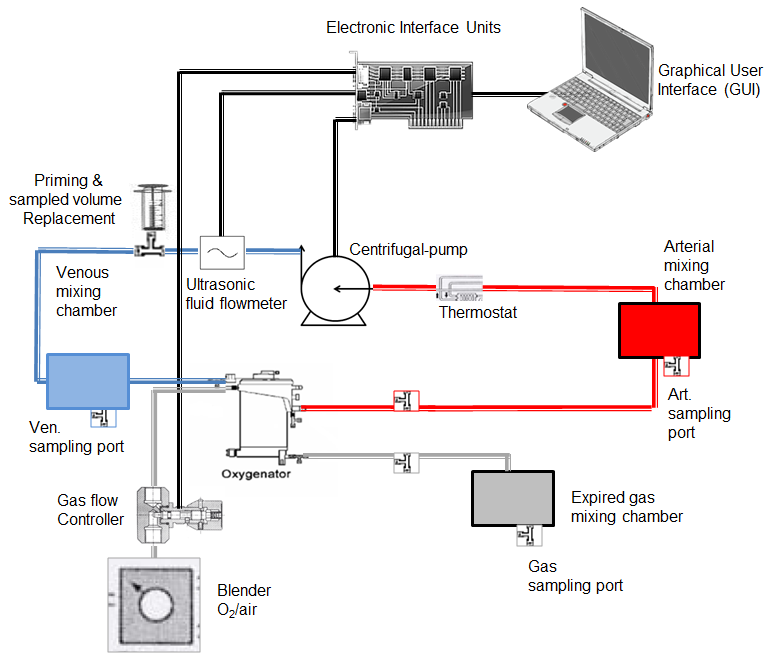 Electronic Interface Units
Graphical User
Interface (GUI)
Priming &
sampled volume
Replacement
Venous
mixing
chamber
Ultrasonic
fluid flowmeter
Centrifugal-pump
Thermostat
Arterial
mixing
chamber
Ven.
sampling port
Art.
sampling
port
Oxygenator
Gas flow
Controller
Expired gas
mixing chamber
Gas
sampling port
Blender
O₂/air